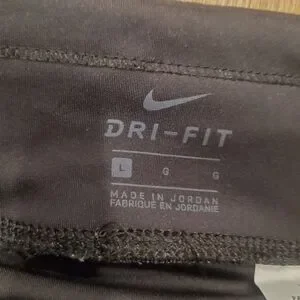 DRI-FIT
L G G
MADE IN JORDAN
FABRIQUE EN JORDANIE